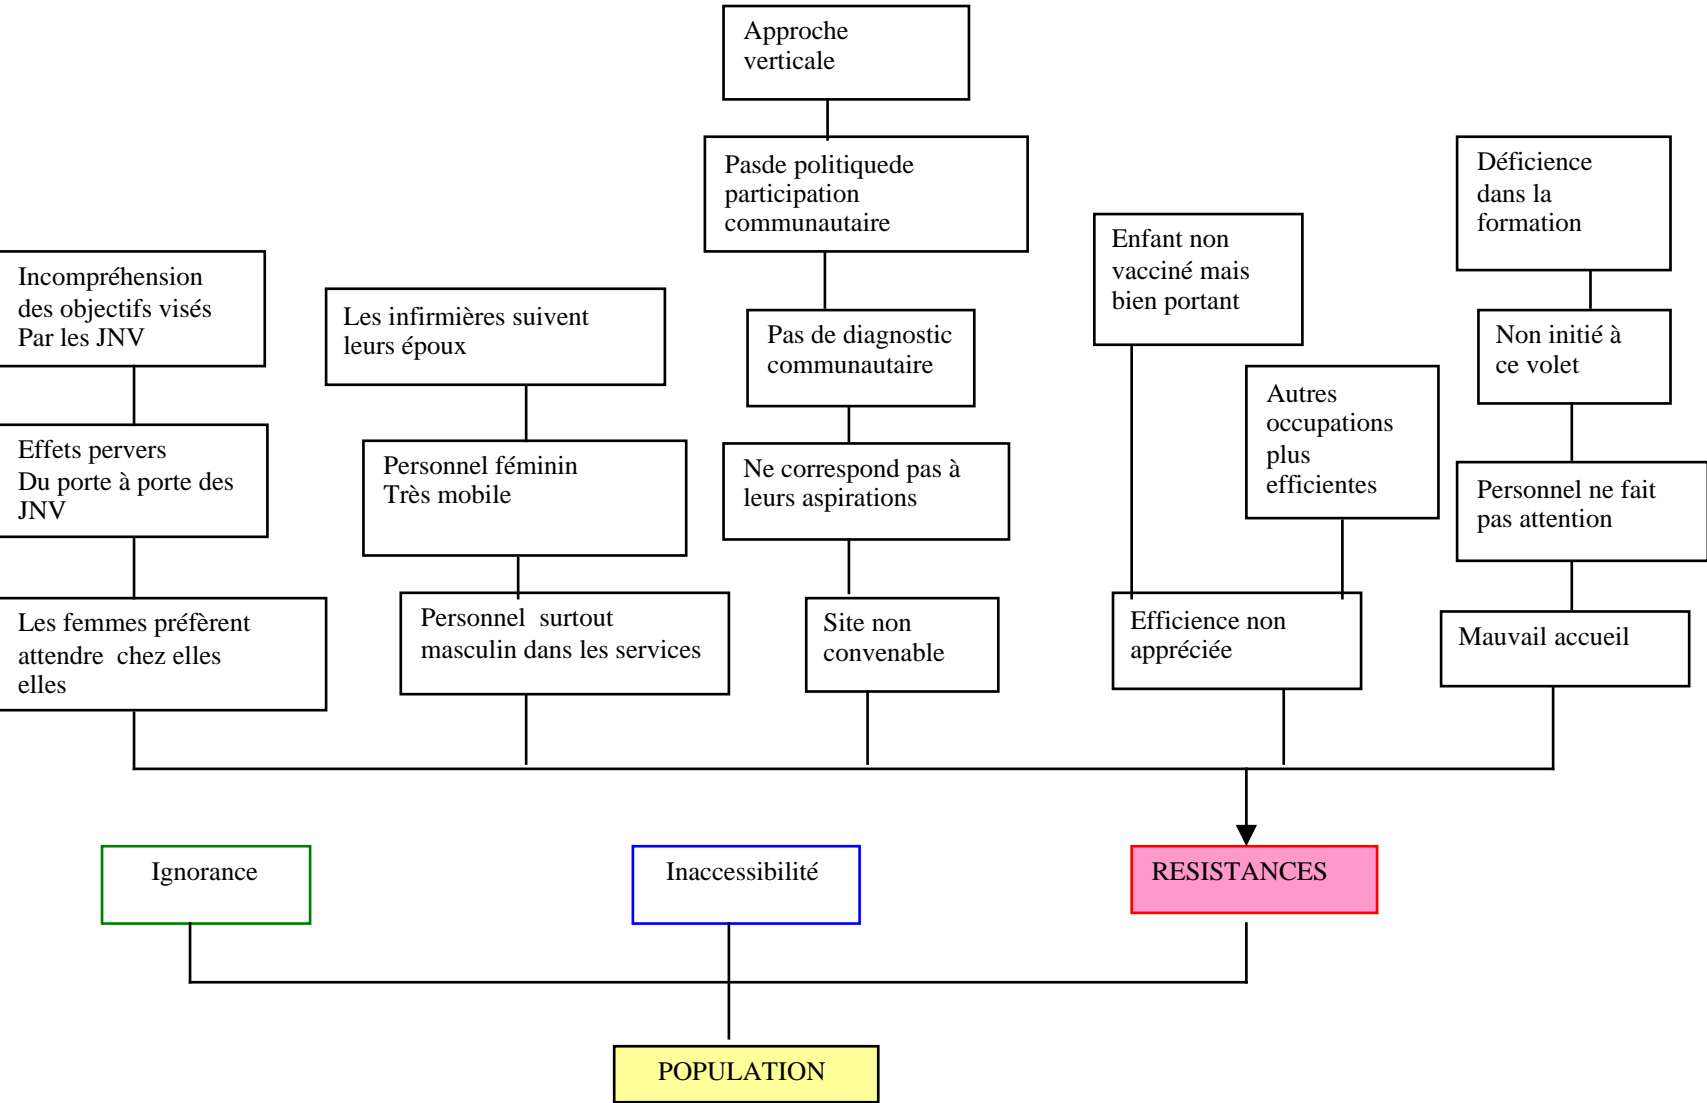 Approche
verticale
Pasde politiquede
participation
communautaire
Déficience
dans la
formation
Enfant non
vacciné mais
bien portant
Incompréhension
des objectifs visés
Par les JNV
Les infirmières suivent
leurs époux
Pas de diagnostic
communautaire
Non initié à
ce volet
Autres
occupations
plus
efficientes
Effets pervers
Du porte à porte des
JNV
Personnel féminin
Très mobile
Ne correspond pas à
leurs aspirations
Personnel ne fait
pas attention
Les femmes préfèrent
attendre  chez elles
elles
Personnel  surtout
masculin dans les services
Site non
convenable
Efficience non
appréciée
Mauvail accueil
Ignorance
Inaccessibilité
RESISTANCES
POPULATION